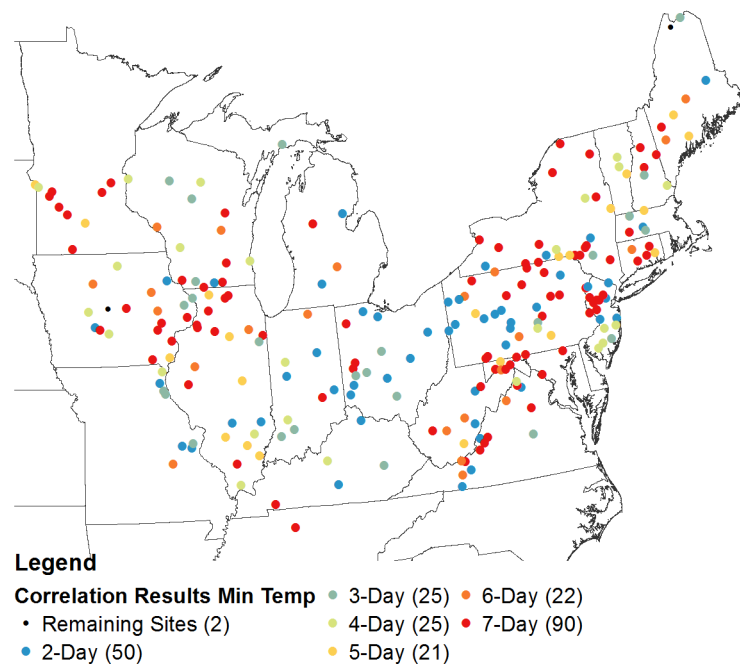 Legend
Correlation Results Min Temp
Remaining Sites (2)
2-Day (50)
3-Day (25)
4-Day (25)
5-Day (21)
6-Day (22)
7-Day (90)